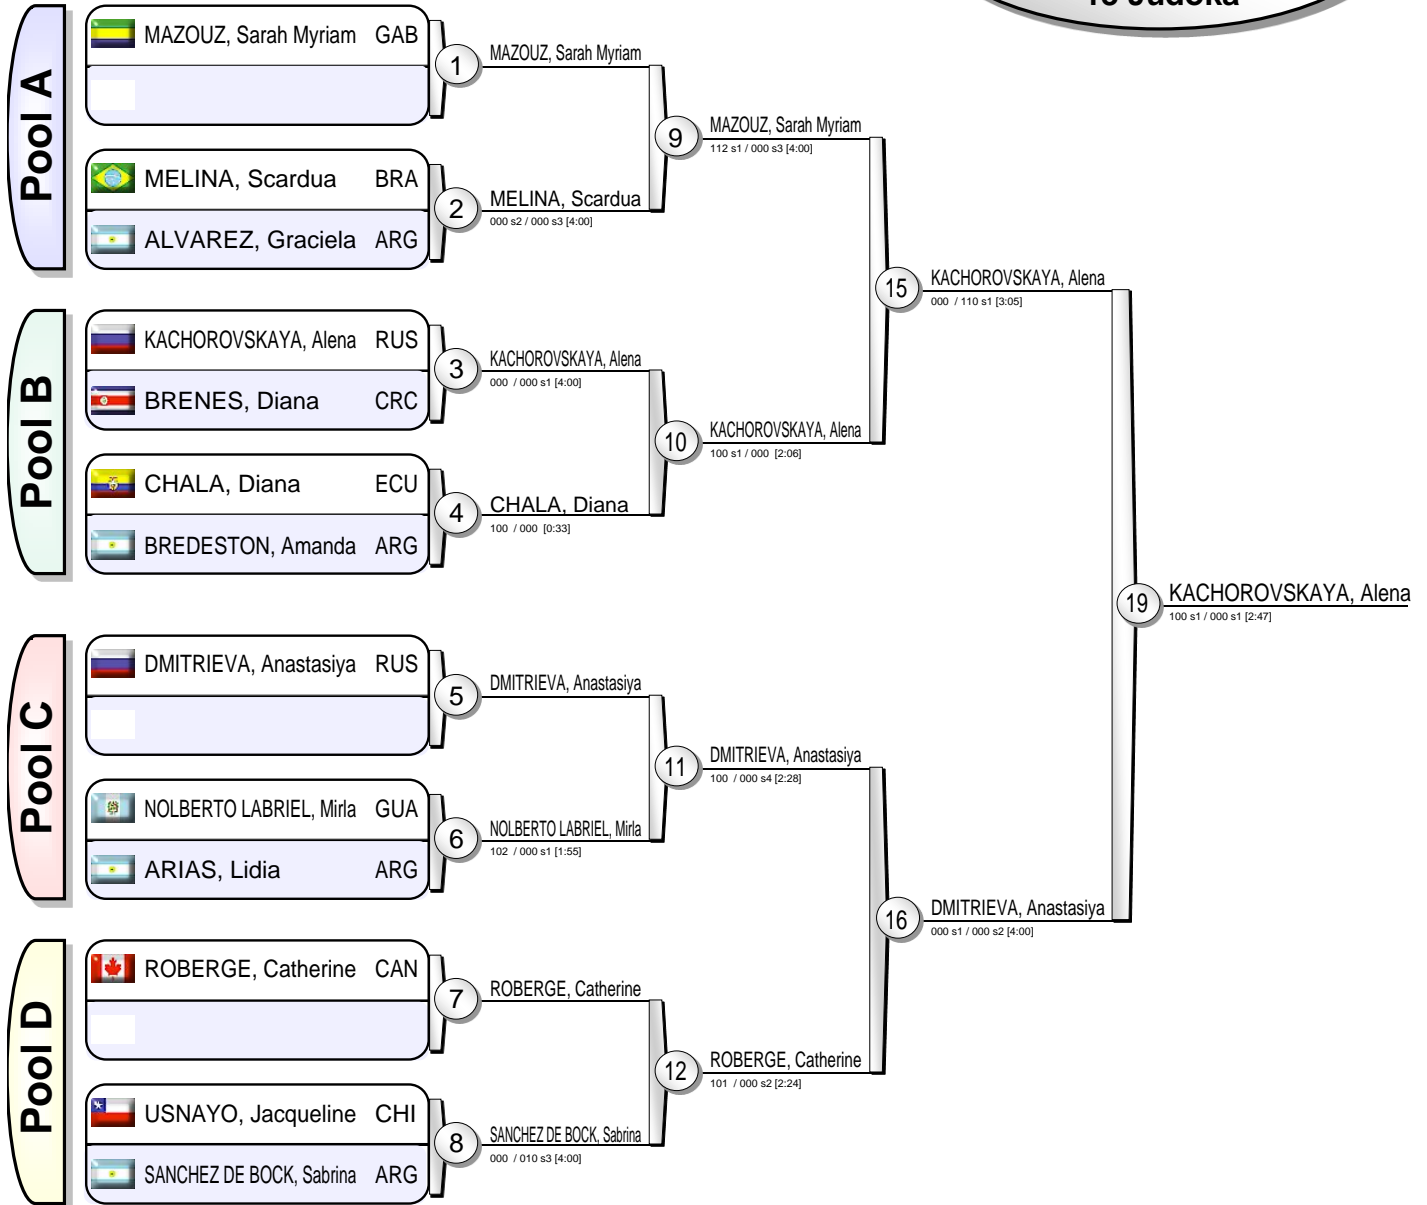 Judoka
Pool A
MAZOUZ, Sarah Myriam GAB
MELINA, Scardua BRA
ALVAREZ, Graciela ARG
1
MAZOUZ, Sarah Myriam
2
MELINA, Scardua
000 s2 / 000 s3 [4:00]
9
MAZOUZ, Sarah Myriam
112 s1 / 000 s3 [4:00]
Pool B
KACHOROVSKAYA, Alena RUS
BRENES, Diana CRC
CHALA, Diana ECU
BREDESTON, Amanda ARG
3
KACHOROVSKAYA, Alena
000 / 000 s1 [4:00]
4
CHALA, Diana
100 / 000 [0:33]
10
KACHOROVSKAYA, Alena
100 s1 / 000 [2:06]
15
KACHOROVSKAYA, Alena
000 / 110 s1 [3:05]
Pool C
DMITRIEVA, Anastasiya RUS
NOLBERTO LABRIEL, Mirla GUA
ARIAS, Lidia ARG
5
DMITRIEVA, Anastasiya
6
NOLBERTO LABRIEL, Mirla
102 / 000 s1 [1:55]
11
DMITRIEVA, Anastasiya
100 / 000 s4 [2:28]
Pool D
ROBERGE, Catherine CAN
USNAYO, Jacqueline CHI
SANCHEZ DE BOCK, Sabrina ARG
7
ROBERGE, Catherine
8
SANCHEZ DE BOCK, Sabrina
000 / 010 s3 [4:00]
12
ROBERGE, Catherine
101 / 000 s2 [2:24]
16
DMITRIEVA, Anastasiya
000 s1 / 000 s2 [4:00]
19
KACHOROVSKAYA, Alena
100 s1 / 000 s1 [2:47]